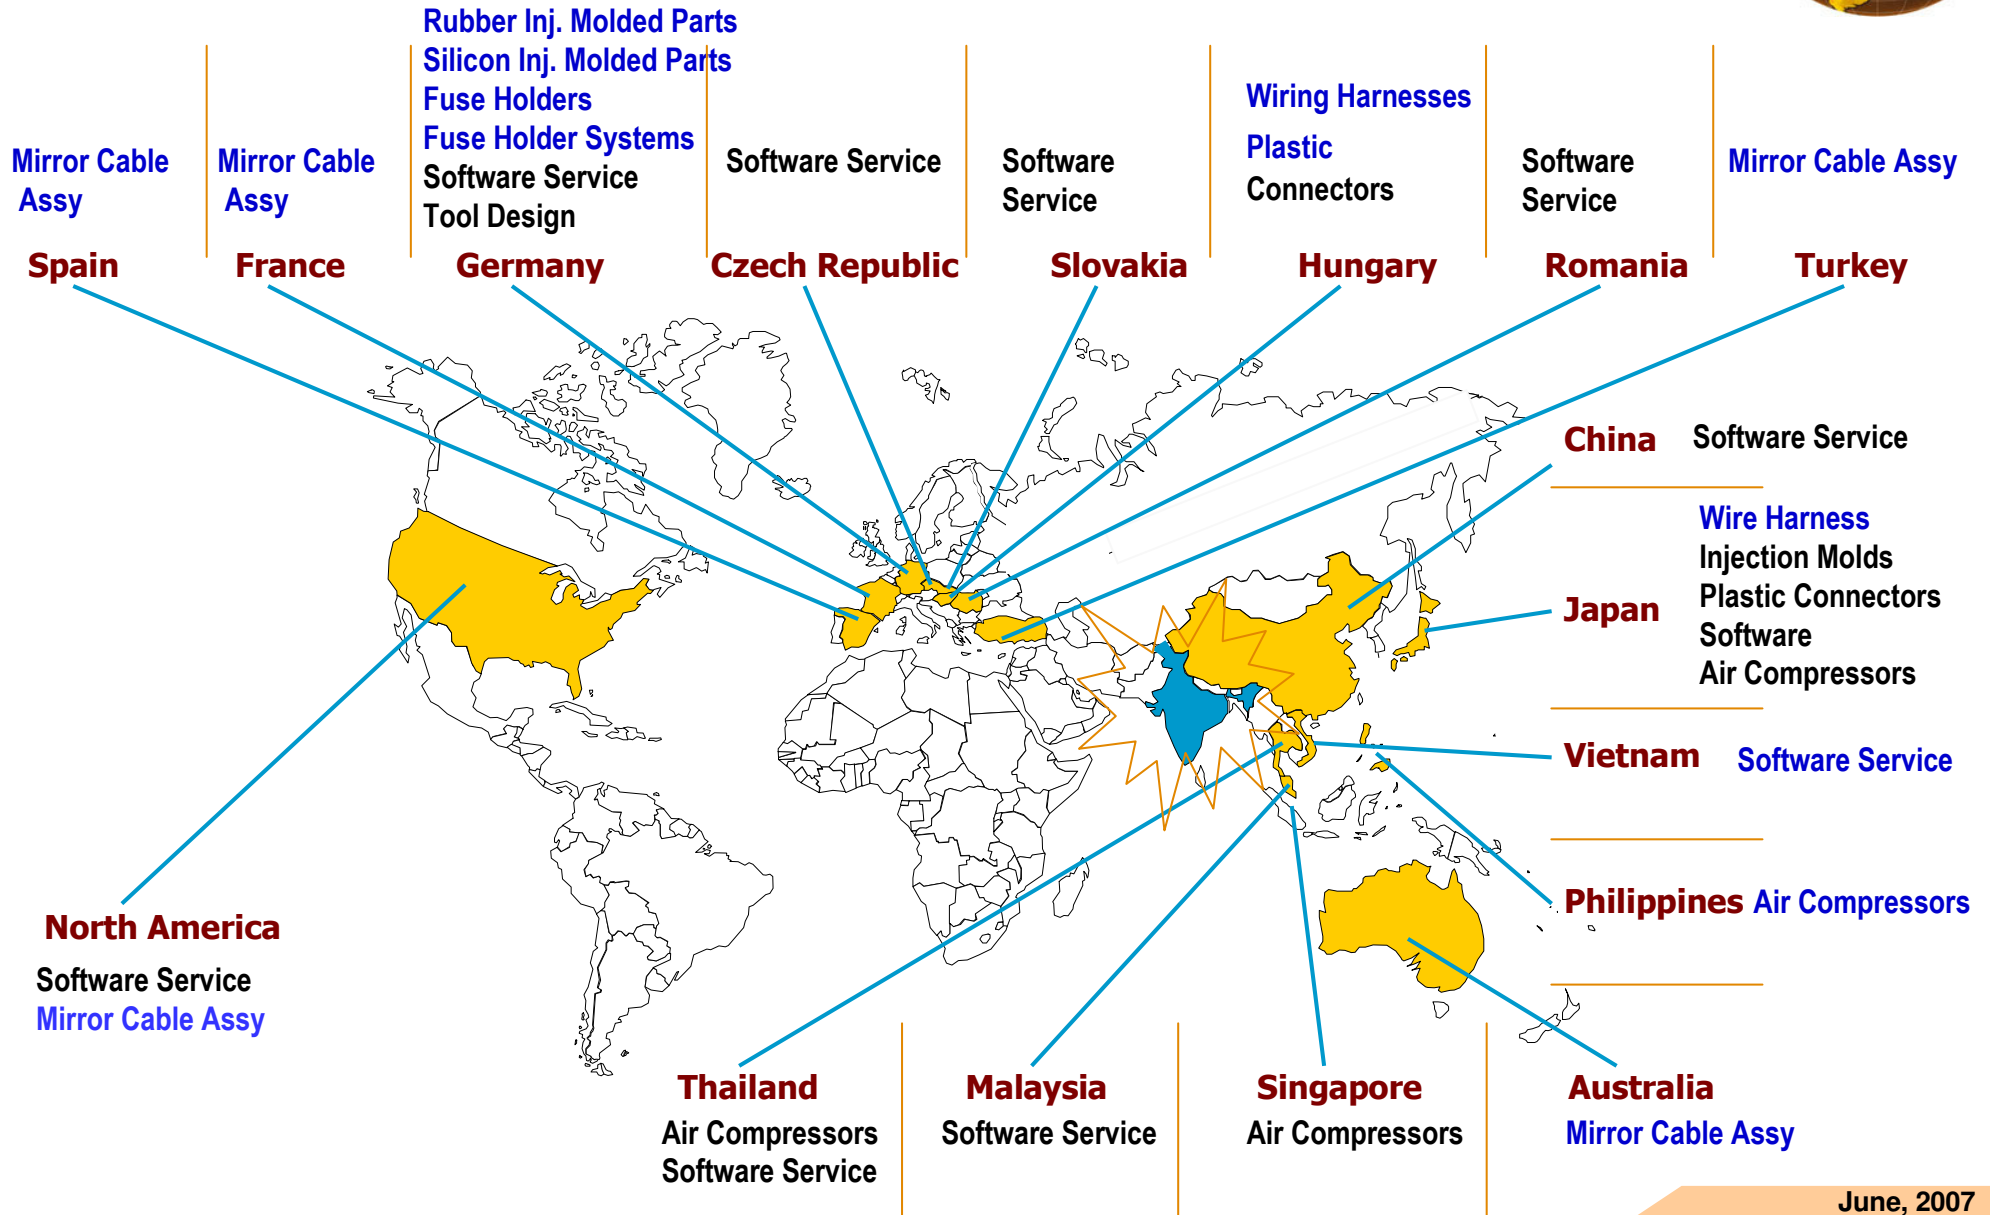 Rubber Inj. Molded Parts
Silicon Inj. Molded Parts
Fuse Holders
Fuse Holder Systems
Software Service
Tool Design
Mirror Cable
Assy
Mirror Cable
Assy
Software Service
Software
Service
Wiring Harnesses
Plastic
Connectors
Software
Service
Mirror Cable Assy
Spain
France
Germany
Czech Republic
Slovakia
Hungary
Romania
Turkey
China
Software Service
Japan
Wire Harness
Injection Molds
Plastic Connectors
Software
Air Compressors
Vietnam
Software Service
Philippines
Air Compressors
North America
Software Service
Mirror Cable Assy
Thailand
Air Compressors
Software Service
Malaysia
Software Service
Singapore
Air Compressors
Australia
Mirror Cable Assy
June, 2007